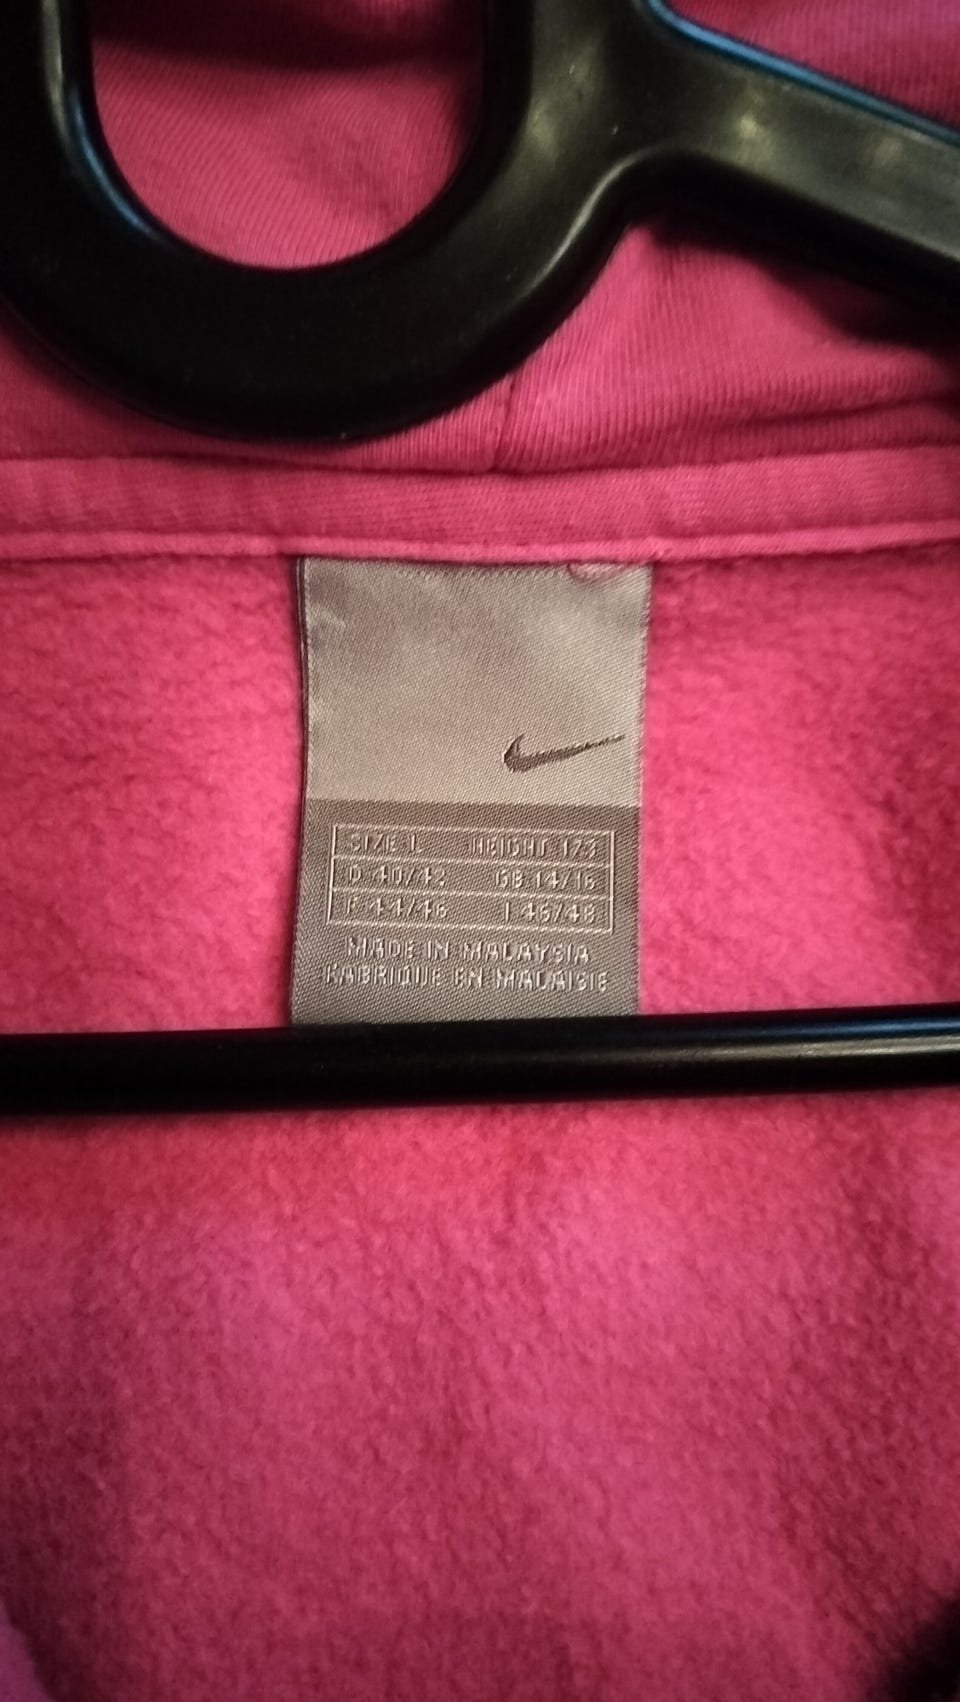 SIZE L HEIGHT 173
D 40/42 GB 14/16
F 44/46 I 46/48
MADE IN MALAYSIA
FABRIQUE EN MALAISIE